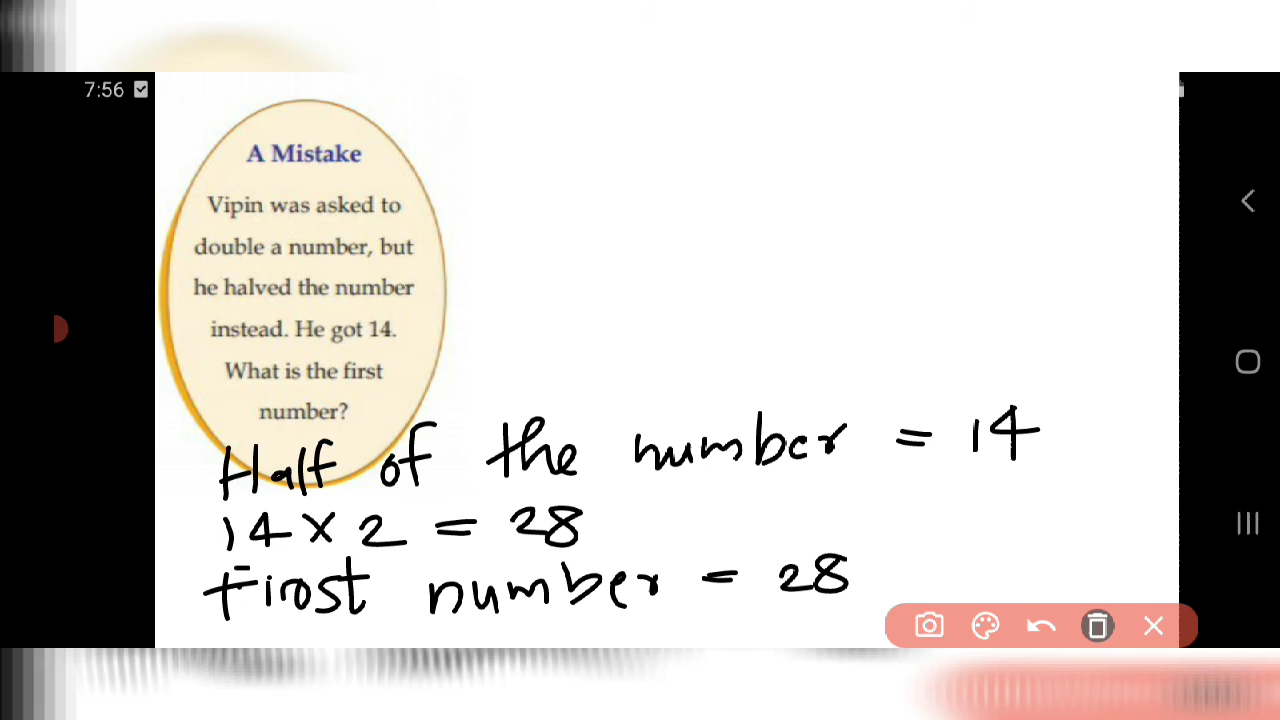 7:56
A Mistake
Vipin was asked to
double a number, but
he halved the number
instead. He got 14.
What is the first
number?
Half of the number = 14
14 × 2 = 28
First number = 28